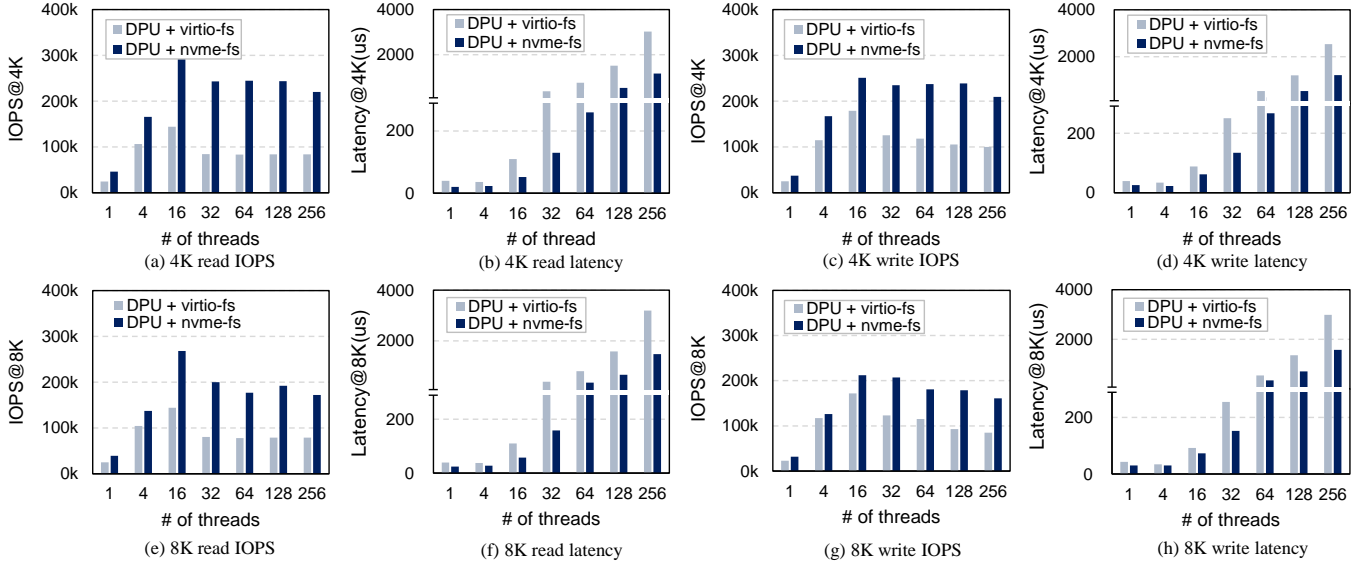 400k
300k
200k
100k
0k
IOPS@4K
DPU + virtio-fs
DPU + nvme-fs
1 4 16 32 64 128 256
# of threads
(a) 4K read IOPS
4000
2000
200
0
Latency@4K(us)
DPU + virtio-fs
DPU + nvme-fs
1 4 16 32 64 128 256
# of thread
(b) 4K read latency
400k
300k
200k
100k
0k
IOPS@4K
DPU + virtio-fs
DPU + nvme-fs
1 4 16 32 64 128 256
# of threads
(c) 4K write IOPS
4000
2000
200
0
Latency@4K(us)
DPU + virtio-fs
DPU + nvme-fs
1 4 16 32 64 128 256
# of threads
(d) 4K write latency
400k
300k
200k
100k
0k
IOPS@8K
DPU + virtio-fs
DPU + nvme-fs
1 4 16 32 64 128 256
# of threads
(e) 8K read IOPS
4000
2000
200
0
Latency@8K(us)
DPU + virtio-fs
DPU + nvme-fs
1 4 16 32 64 128 256
# of threads
(f) 8K read latency
400k
300k
200k
100k
0k
IOPS@8K
DPU + virtio-fs
DPU + nvme-fs
1 4 16 32 64 128 256
# of threads
(g) 8K write IOPS
4000
2000
200
0
Latency@8K(us)
DPU + virtio-fs
DPU + nvme-fs
1 4 16 32 64 128 256
# of threads
(h) 8K write latency